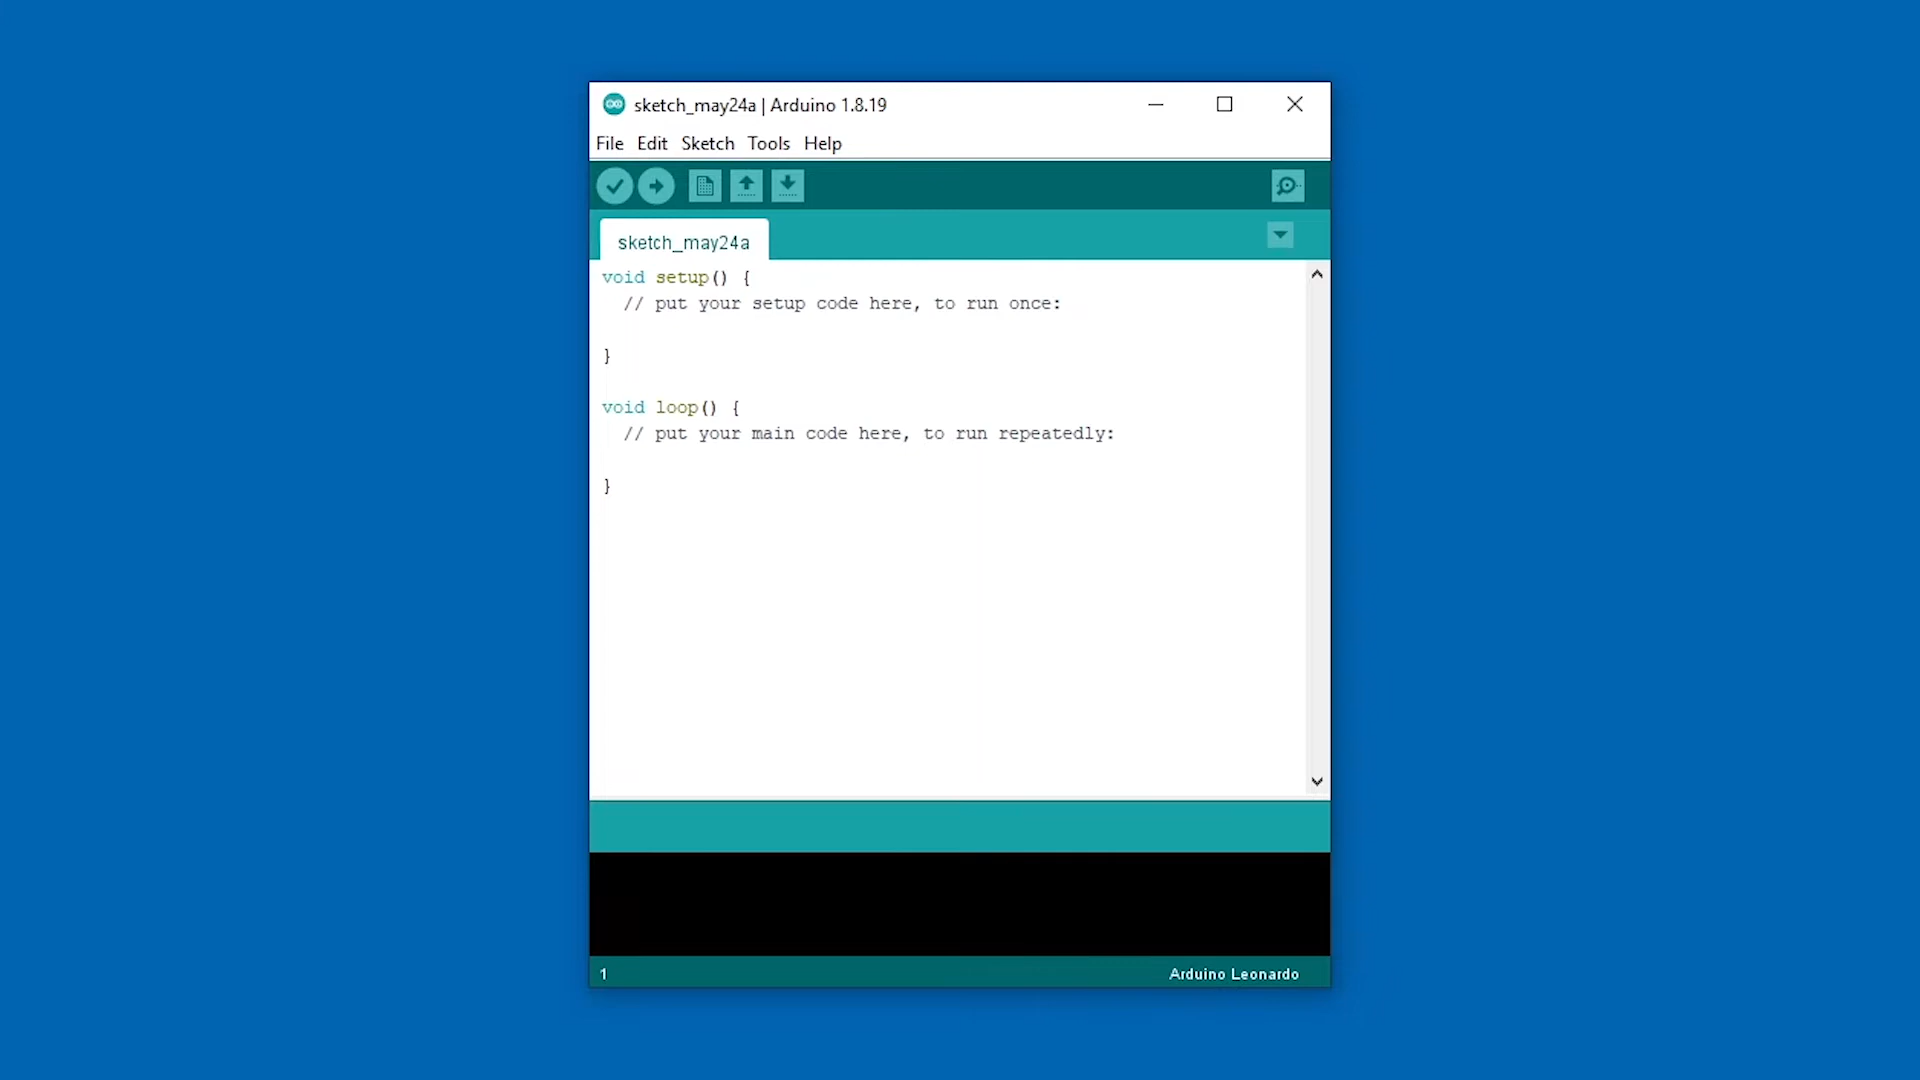 sketch_may24a | Arduino 1.8.19
File Edit Sketch Tools Help
sketch_may24a
void setup() {
  // put your setup code here, to run once:
}
void loop() {
  // put your main code here, to run repeatedly:
}
1 Arduino Leonardo